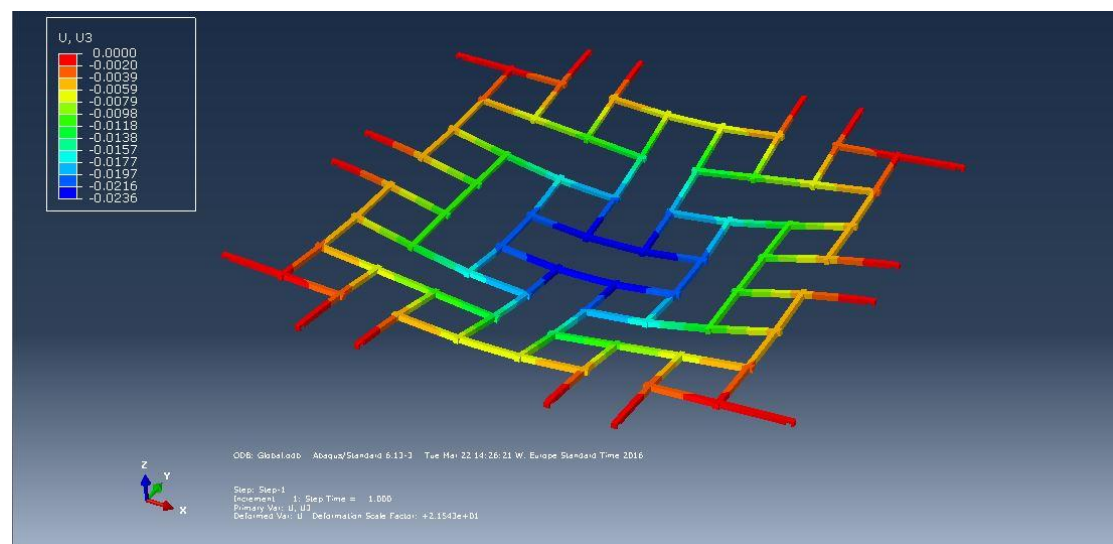 U, U3
0.0000
-0.0020
-0.0039
-0.0059
-0.0079
-0.0098
-0.0118
-0.0138
-0.0157
-0.0177
-0.0197
-0.0216
-0.0236
Z
Y
X
ODB: Global.odb Abaqus/Standard 6.13-3 Tue Mar 22 14:26:21 W. Europe Standard Time 2016
Step: Step-1
Increment 1: Step Time = 1.000
Primary Var: U, U3
Deformed Var: U Deformation Scale Factor: +2.1543e+01